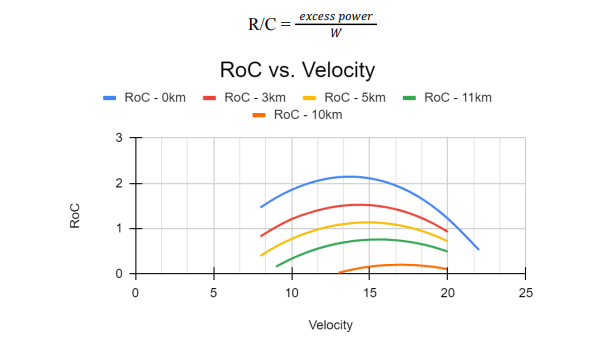 R/C = excess power / W
RoC vs. Velocity
RoC - 0km RoC - 3km RoC - 5km RoC - 11km
RoC - 10km
3
2
1
0
RoC
0 5 10 15 20 25
Velocity